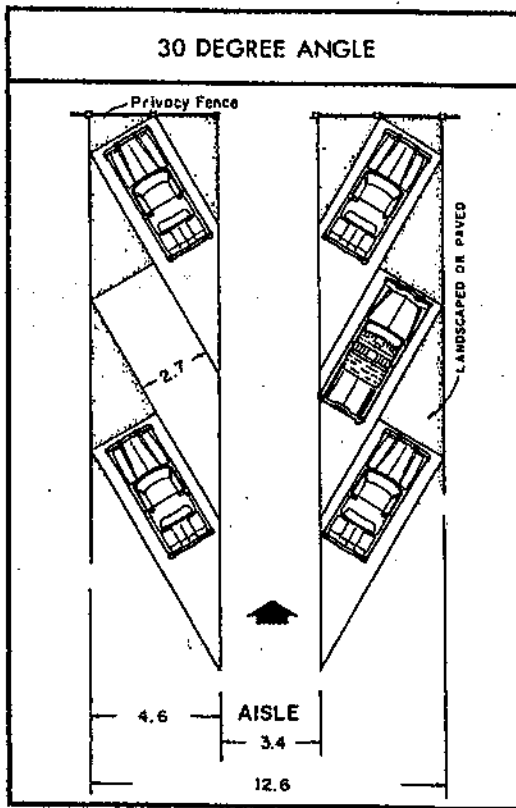 30 DEGREE ANGLE
Privacy Fence
LANDSCAPED OR PAVED
2.7
4.6
AISLE
3.4
12.6